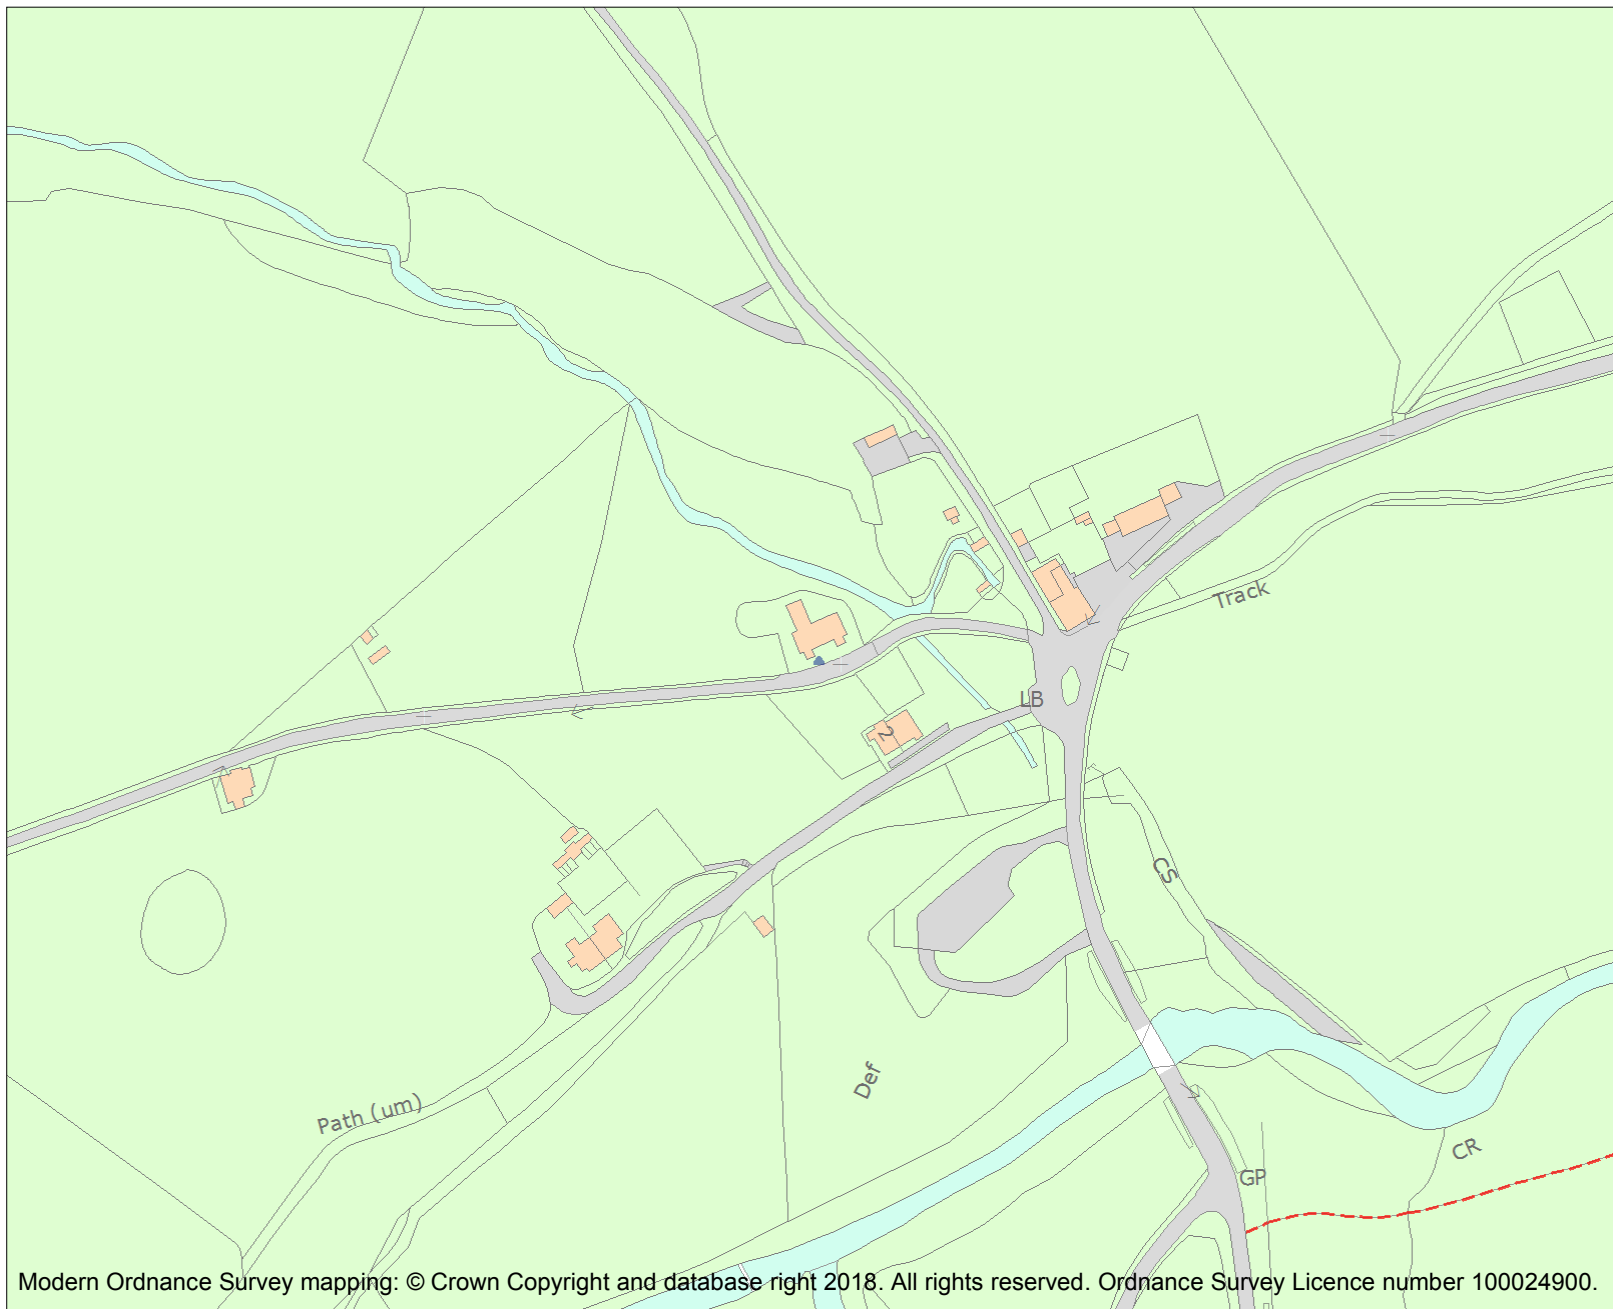 Track
LB
2
CS
Def
Path (um)
CR
GP
Modern Ordnance Survey mapping: © Crown Copyright and database right 2018. All rights reserved. Ordnance Survey Licence number 100024900.